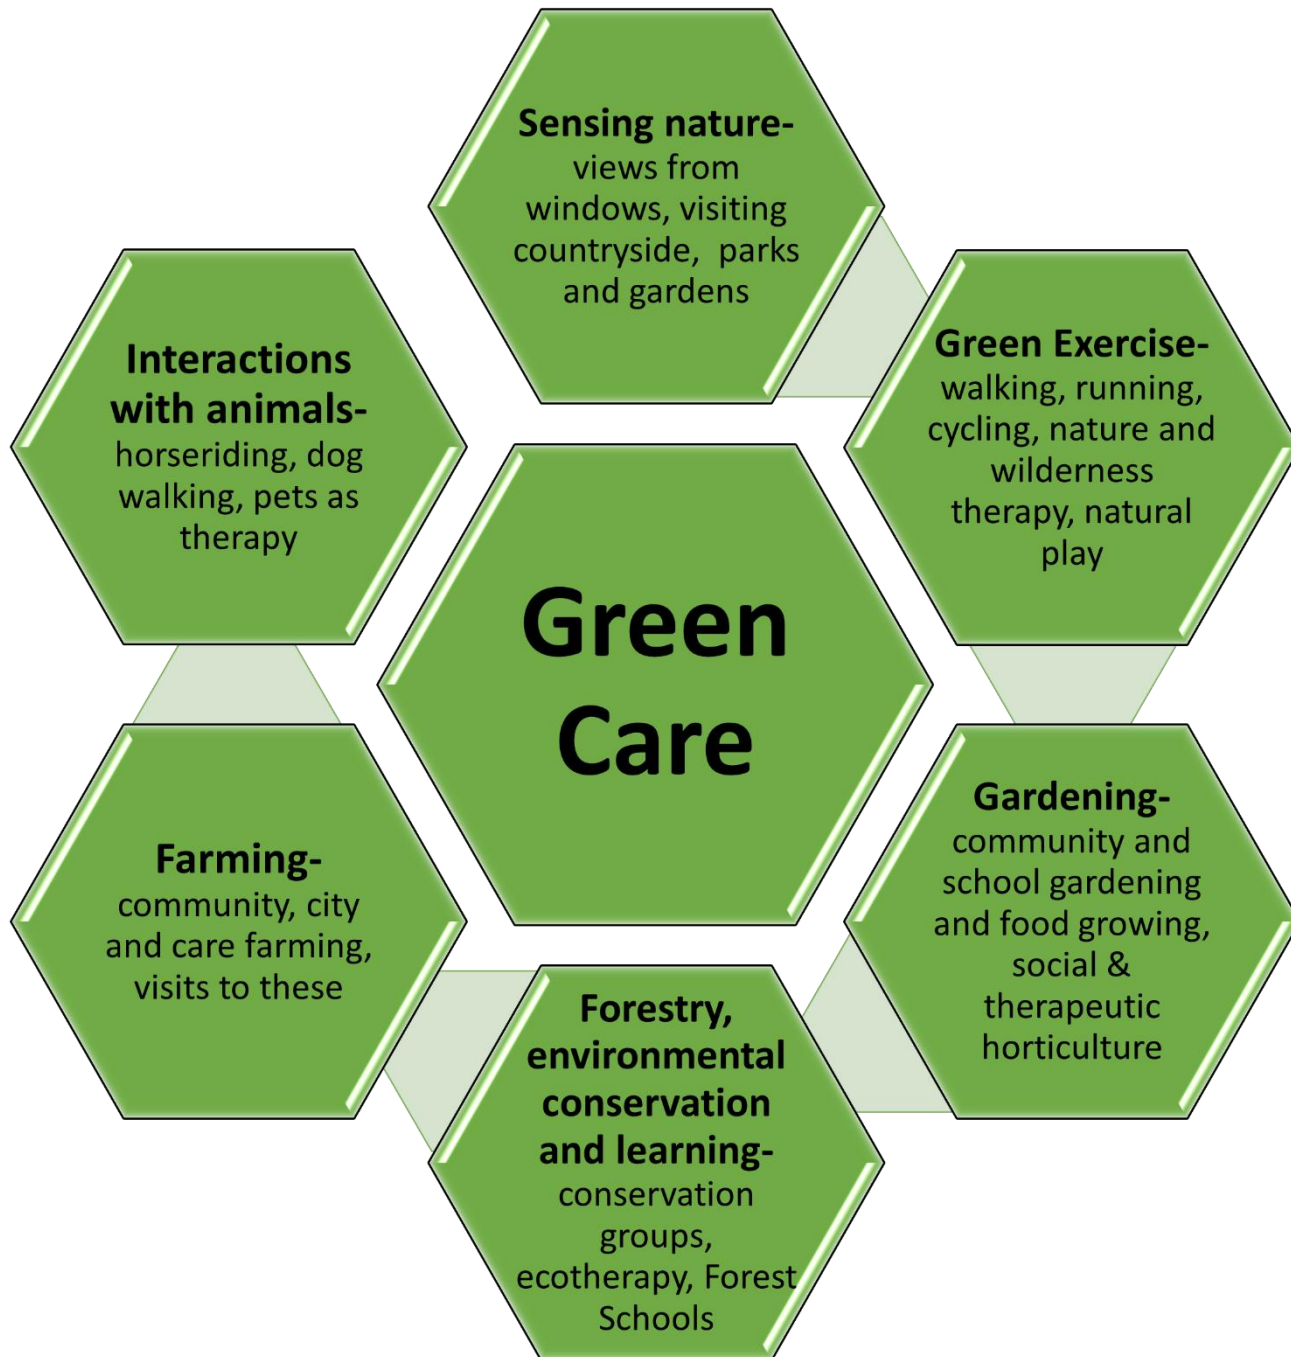 Sensing nature-
views from
windows, visiting
countryside, parks
and gardens
Green Exercise-
walking, running,
cycling, nature and
wilderness
therapy, natural
play
Gardening-
community and
school gardening
and food growing,
social &
therapeutic
horticulture
Forestry,
environmental
conservation
and learning-
conservation
groups,
ecotherapy, Forest
Schools
Farming-
community, city
and care farming,
visits to these
Interactions
with animals-
horseriding, dog
walking, pets as
therapy
Green
Care